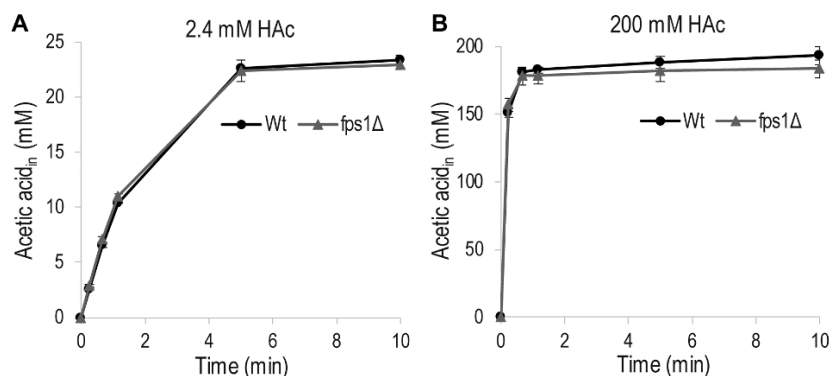 A
2.4 mM HAc
25
20
15
10
5
0
Acetic acidin (mM)
Wt
fps1Δ
0 2 4 6 8 10
Time (min)
B
200 mM HAc
200
150
100
50
0
Acetic acidin (mM)
Wt
fps1Δ
0 2 4 6 8 10
Time (min)